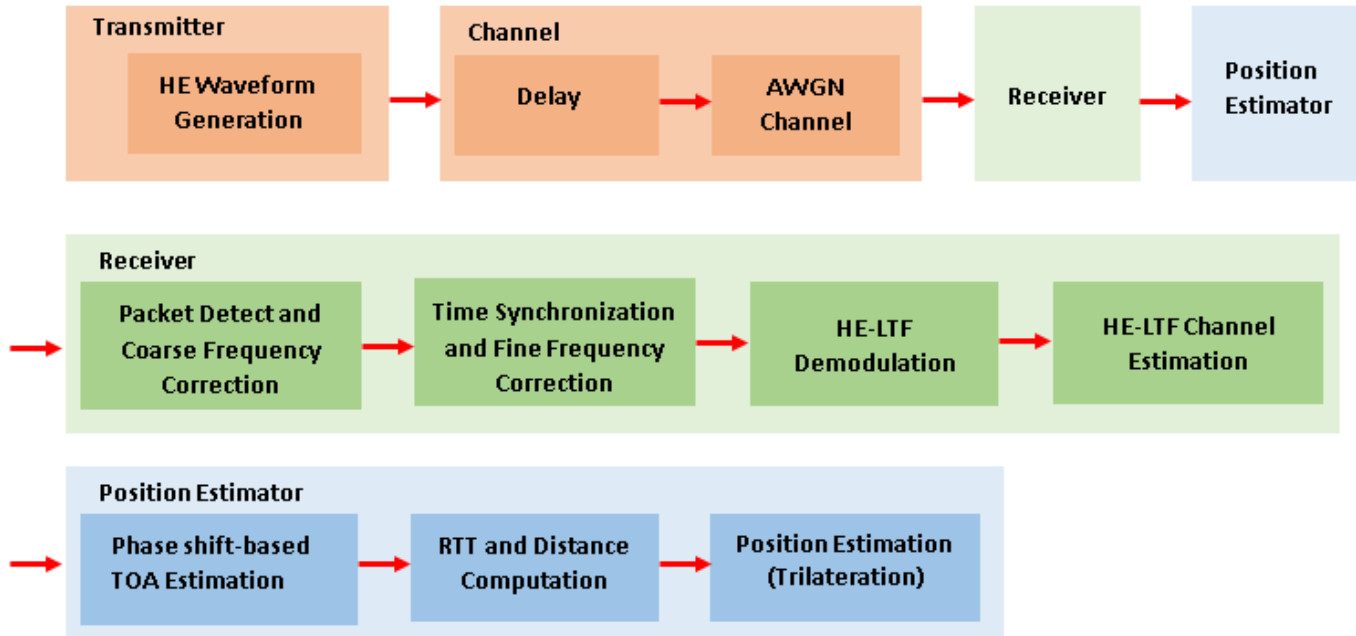 Transmitter
HE Waveform
Generation
Channel
Delay
AWGN
Channel
Receiver
Position
Estimator
Receiver
Packet Detect and
Coarse Frequency
Correction
Time Synchronization
and Fine Frequency
Correction
HE-LTF
Demodulation
HE-LTF Channel
Estimation
Position Estimator
Phase shift-based
TOA Estimation
RTT and Distance
Computation
Position Estimation
(Trilateration)